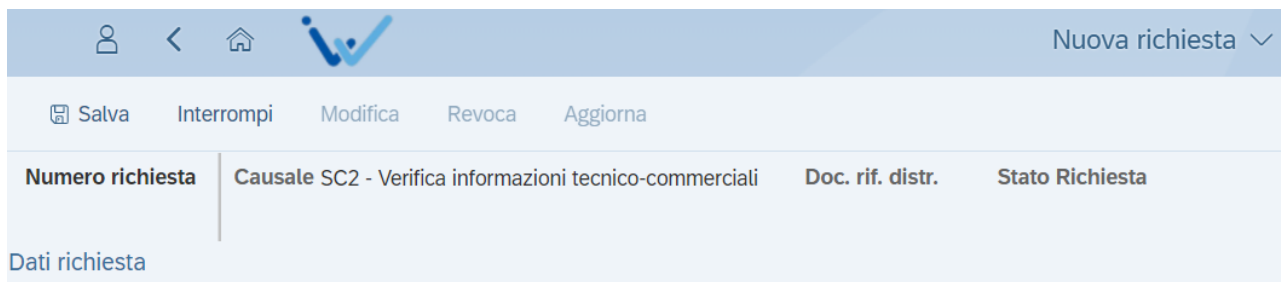 Nuova richiesta
Salva Interrompi Modifica Revoca Aggiorna
Numero richiesta Causale SC2 - Verifica informazioni tecnico-commerciali Doc. rif. distr. Stato Richiesta
Dati richiesta